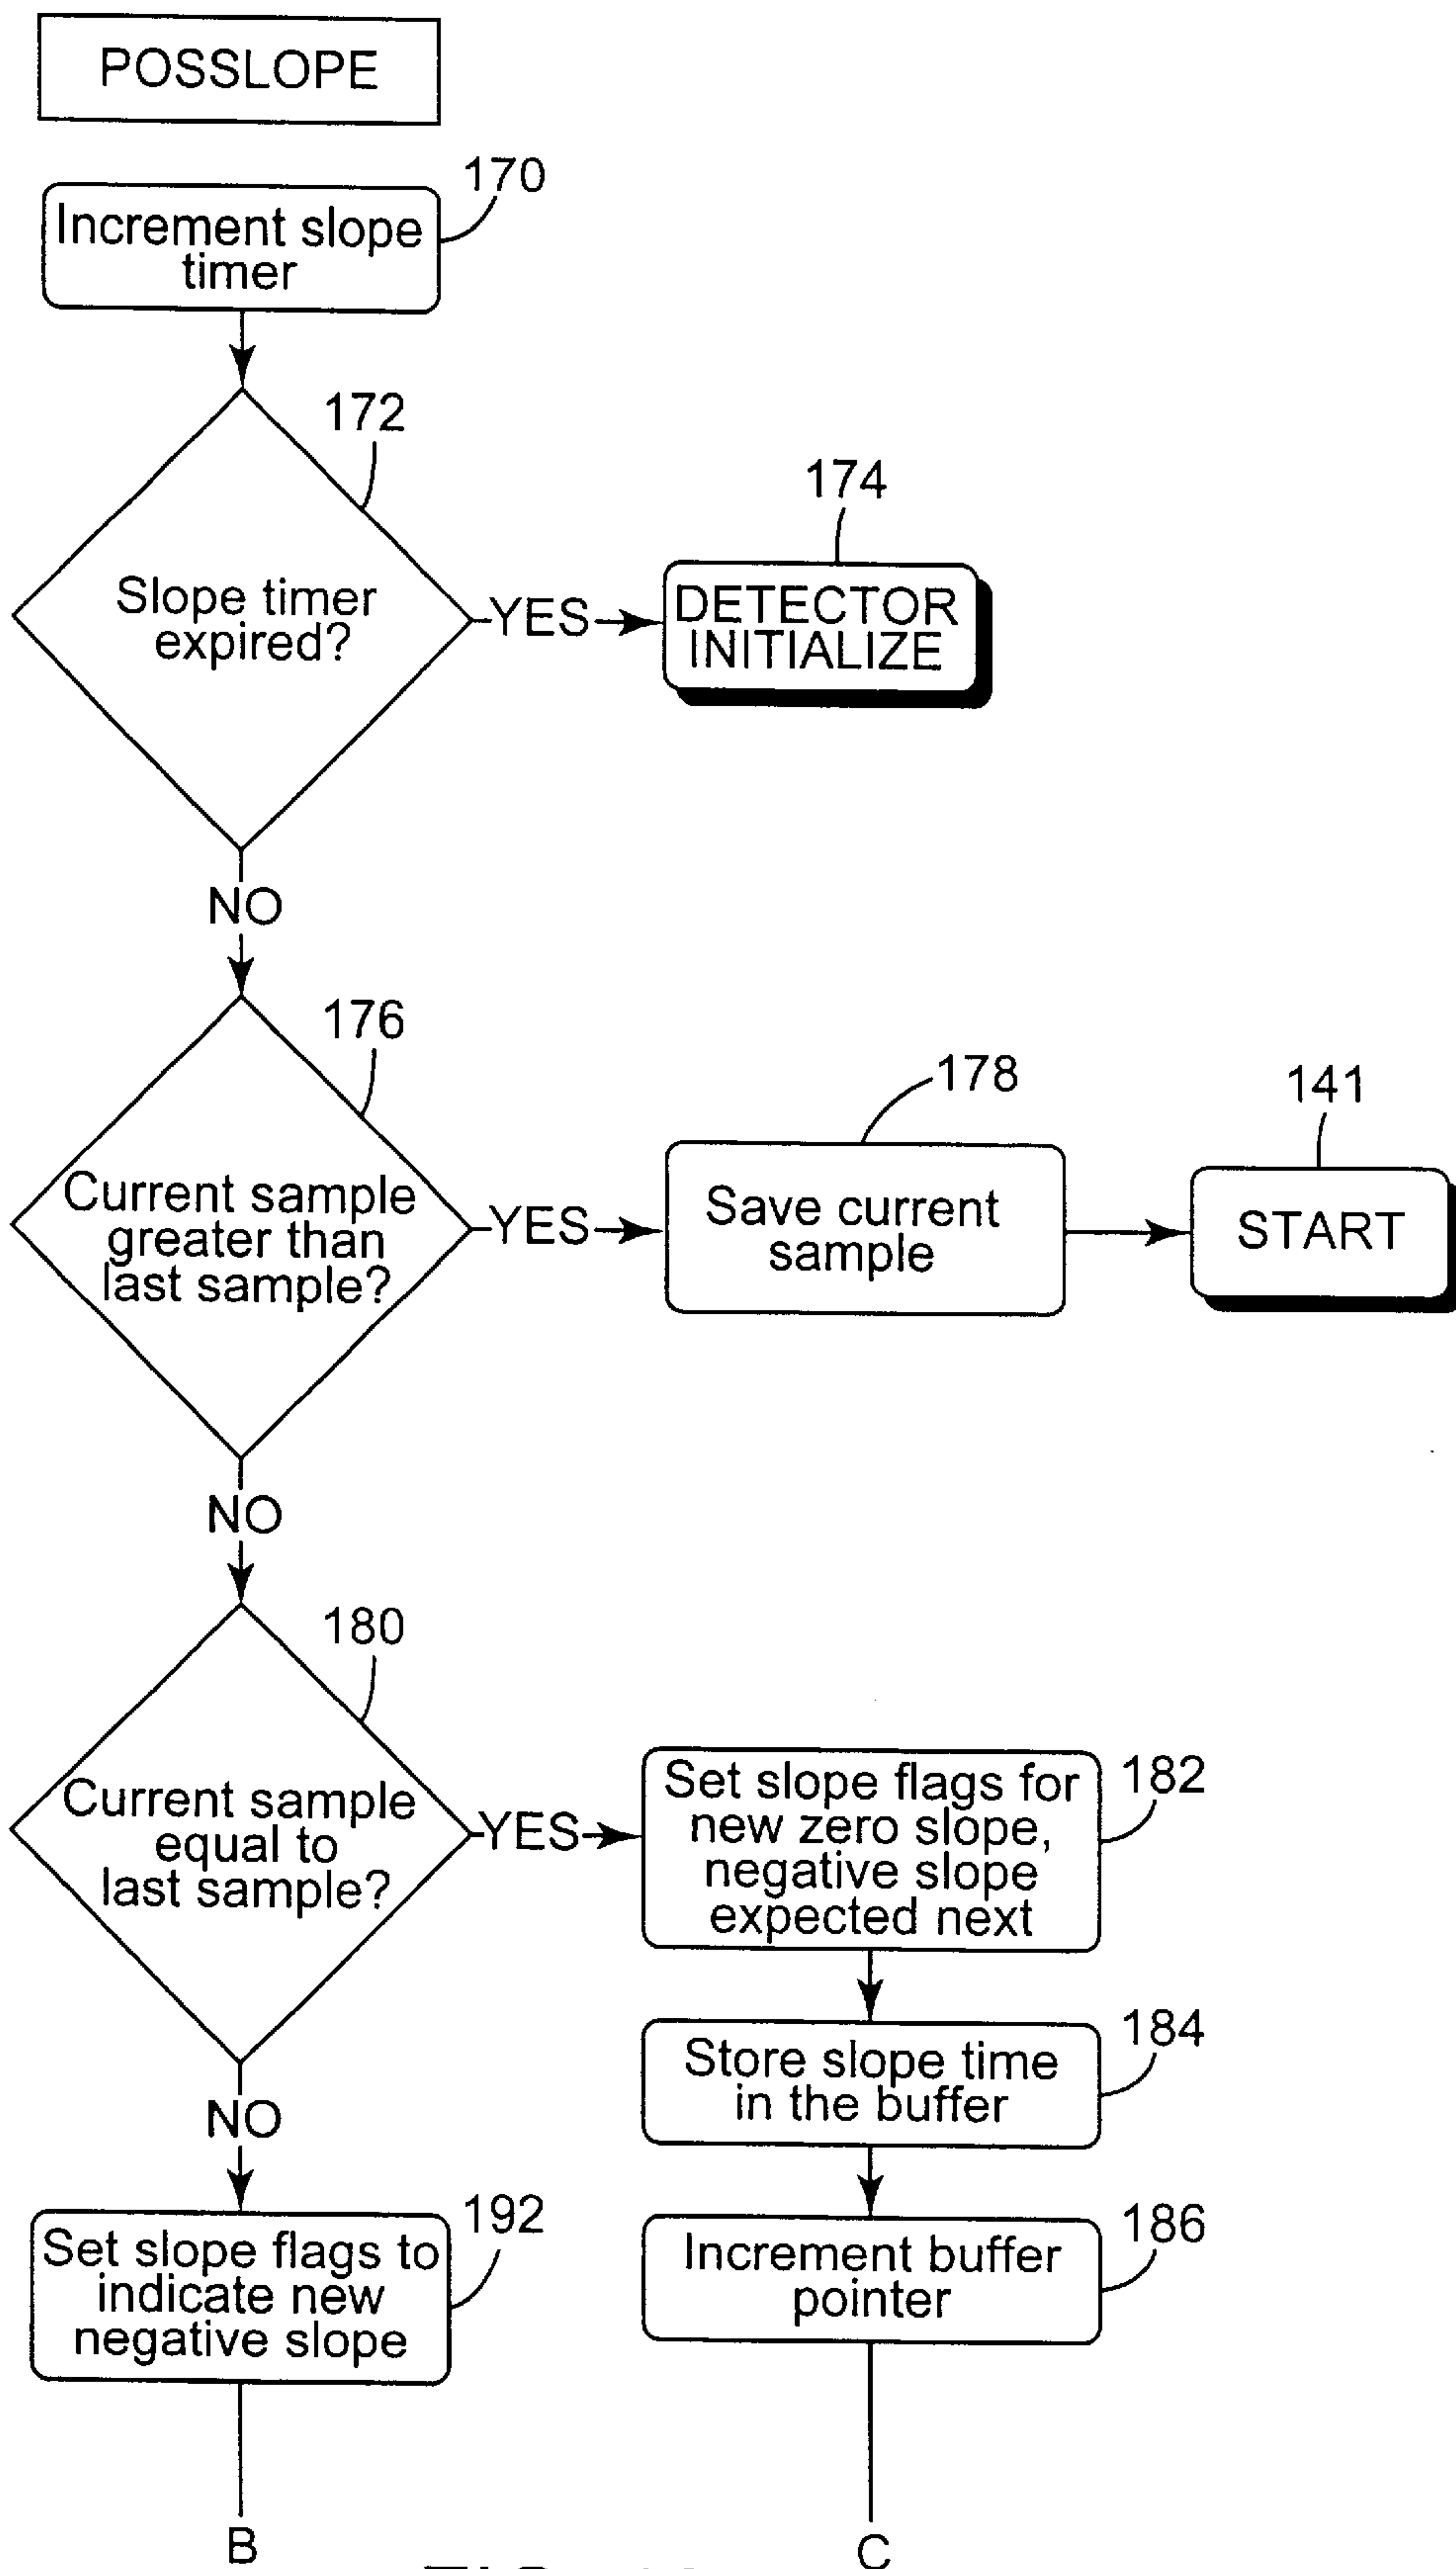 POSSLOPE
170
Increment slope
timer
172
Slope timer
expired?
YES
174
DETECTOR
INITIALIZE
NO
176
Current sample
greater than
last sample?
YES
178
Save current
sample
141
START
NO
180
Current sample
equal to
last sample?
YES
182
Set slope flags for
new zero slope,
negative slope
expected next
184
Store slope time
in the buffer
NO
192
Set slope flags to
indicate new
negative slope
186
Increment buffer
pointer
B
C